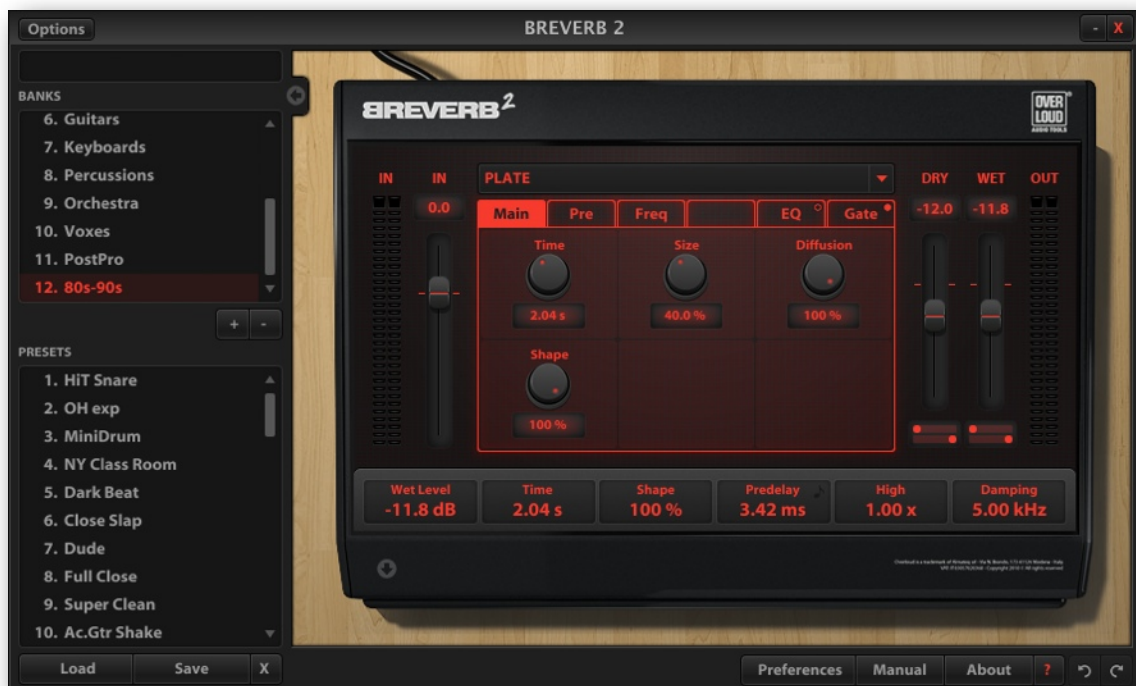 Options
BREVERB 2
- X
BANKS
6. Guitars
7. Keyboards
8. Percussions
9. Orchestra
10. Voxes
11. PostPro
12. 80s-90s
+ -
PRESETS
1. HiT Snare
2. OH exp
3. MiniDrum
4. NY Class Room
5. Dark Beat
6. Close Slap
7. Dude
8. Full Close
9. Super Clean
10. Ac.Gtr Shake
Load Save X
BREVERB 2
OVER
LOUD
AUDIO TOOLS
IN IN PLATE DRY WET OUT
0.0 -12.0 -11.8
Main Pre Freq EQ Gate
Time Size Diffusion
2.04 s 40.0 % 100 %
Shape
100 %
Wet Level Time Shape Predelay High Damping
-11.8 dB 2.04 s 100 % 3.42 ms 1.00 x 5.00 kHz
Preferences Manual About ?